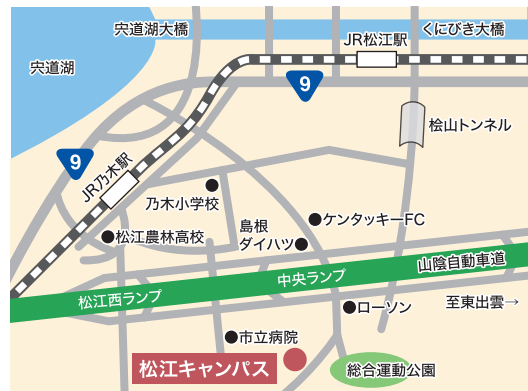 宍道湖大橋
くにびき大橋
JR松江駅
宍道湖
9
桧山トンネル
9
JR乃木駅
乃木小学校
島根
ダイハツ
ケンタッキーFC
松江農林高校
山陰自動車道
中央ランプ
松江西ランプ
ローソン
至東出雲→
市立病院
松江キャンパス
総合運動公園